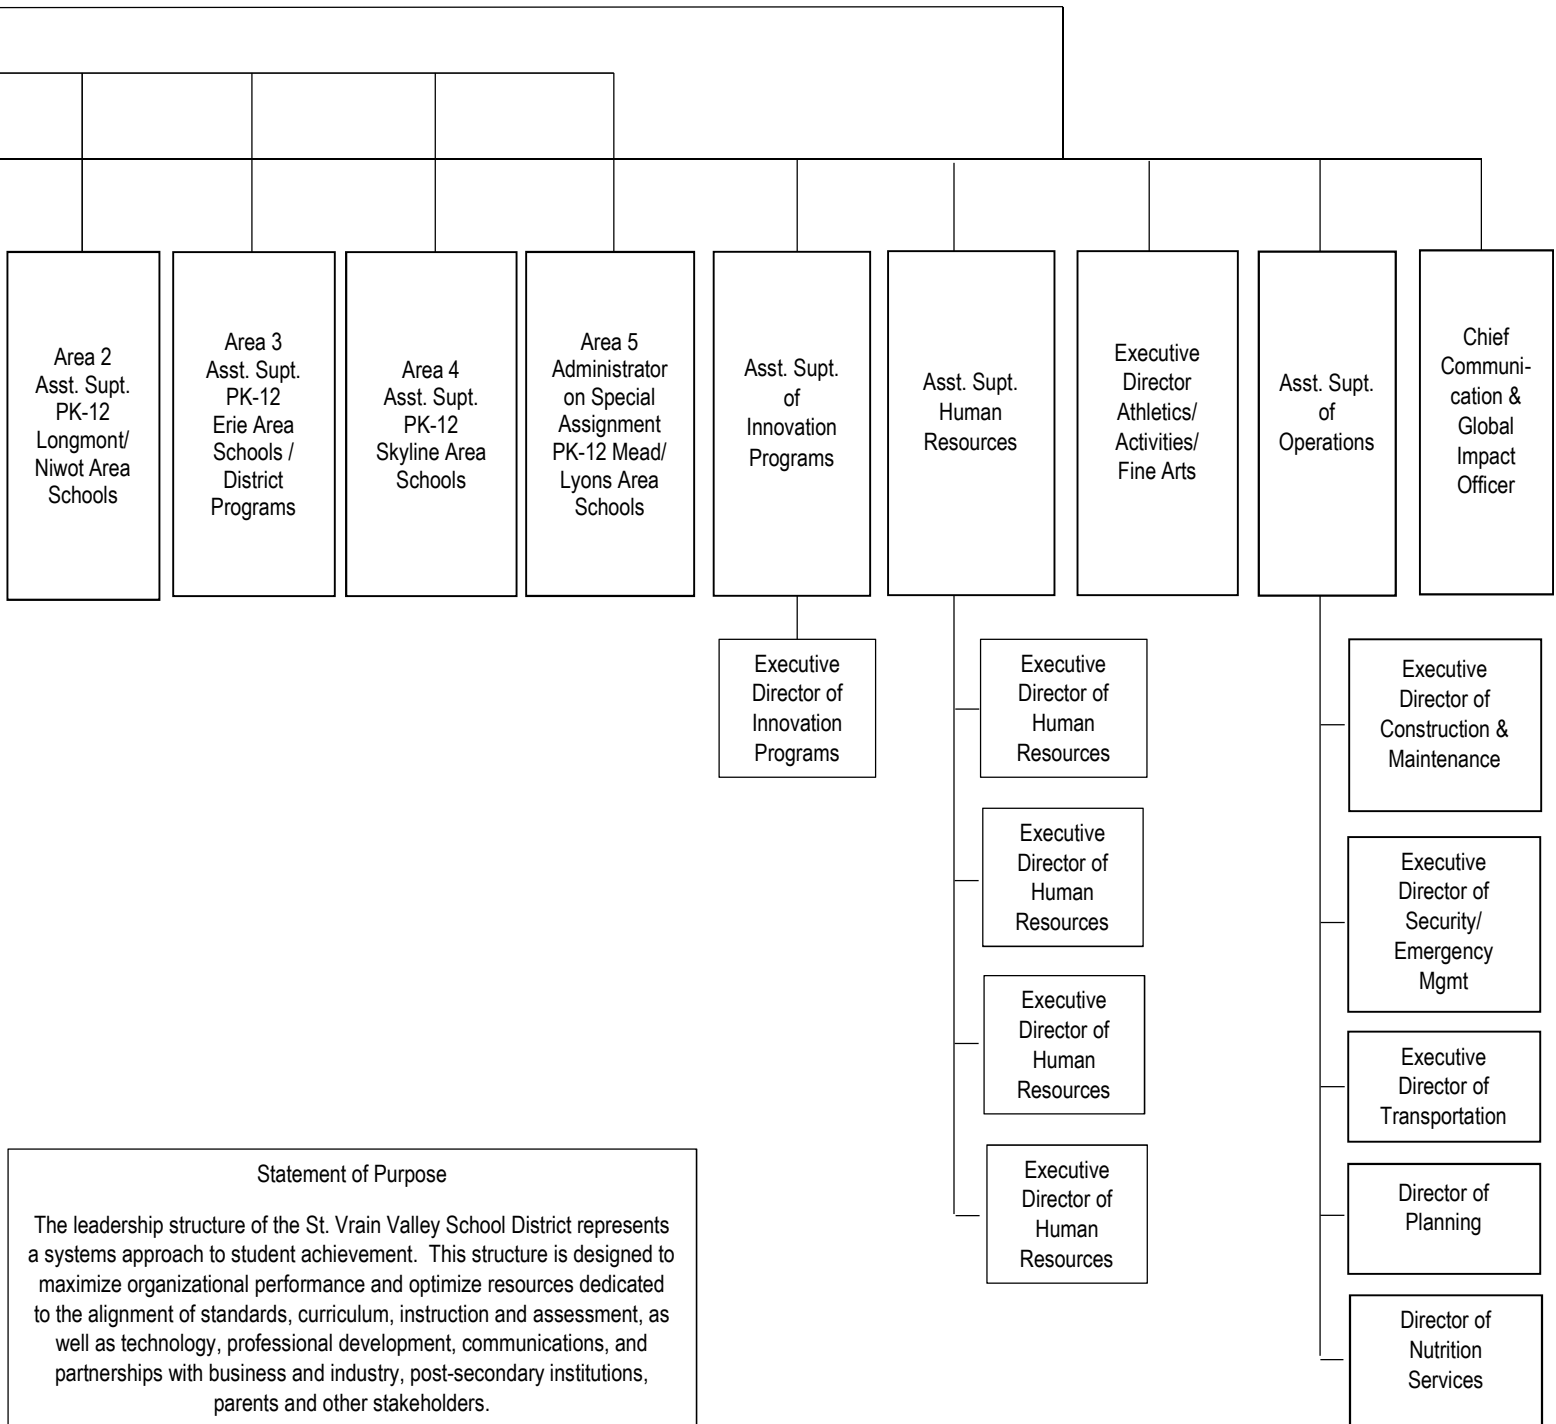 Area 2
Asst. Supt.
PK-12
Longmont/
Niwot Area
Schools
Area 3
Asst. Supt.
PK-12
Erie Area
Schools /
District
Programs
Area 4
Asst. Supt.
PK-12
Skyline Area
Schools
Area 5
Administrator
on Special
Assignment
PK-12 Mead/
Lyons Area
Schools
Asst. Supt.
of
Innovation
Programs
Asst. Supt.
Human
Resources
Executive
Director
Athletics/
Activities/
Fine Arts
Asst. Supt.
of
Operations
Chief
Communi-
cation &
Global
Impact
Officer
Executive
Director of
Innovation
Programs
Executive
Director of
Human
Resources
Executive
Director of
Human
Resources
Executive
Director of
Human
Resources
Executive
Director of
Human
Resources
Executive
Director of
Construction &
Maintenance
Executive
Director of
Security/
Emergency
Mgmt
Executive
Director of
Transportation
Director of
Planning
Director of
Nutrition
Services
Statement of Purpose
The leadership structure of the St. Vrain Valley School District represents
a systems approach to student achievement.  This structure is designed to
maximize organizational performance and optimize resources dedicated
to the alignment of standards, curriculum, instruction and assessment, as
well as technology, professional development, communications, and
partnerships with business and industry, post-secondary institutions,
parents and other stakeholders.